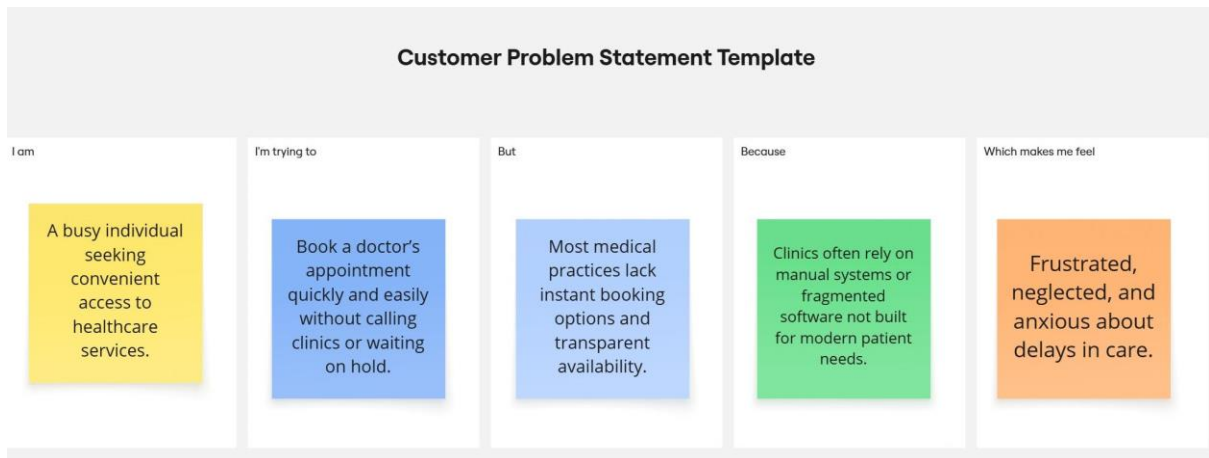 Customer Problem Statement Template
I am
A busy individual
seeking
convenient
access to
healthcare
services.
I'm trying to
Book a doctor's
appointment
quickly and easily
without calling
clinics or waiting
on hold.
But
Most medical
practices lack
instant booking
options and
transparent
availability.
Because
Clinics often rely on
manual systems or
fragmented
software not built
for modern patient
needs.
Which makes me feel
Frustrated,
neglected, and
anxious about
delays in care.